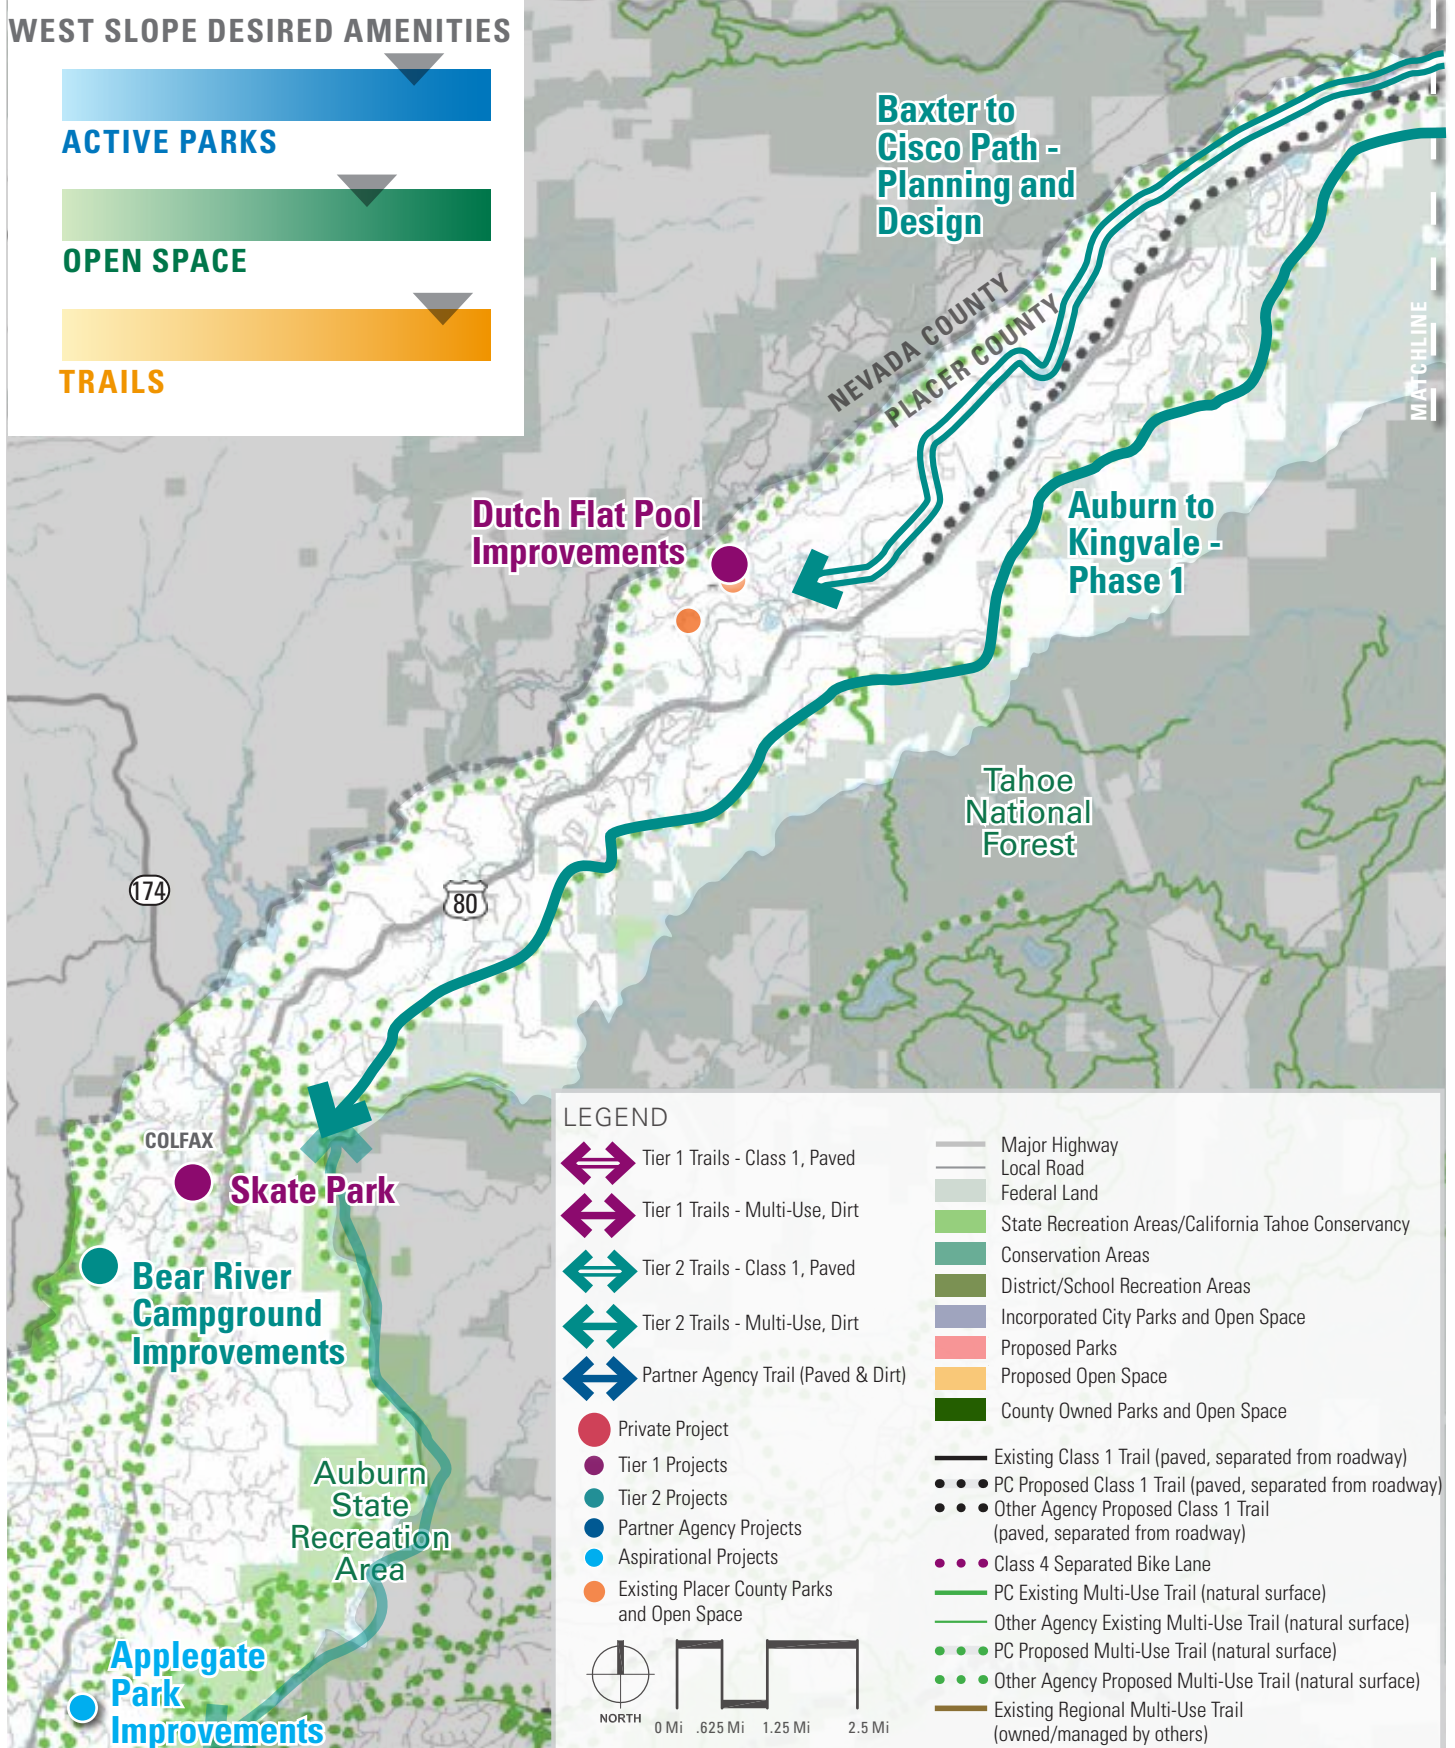 WEST SLOPE DESIRED AMENITIES
ACTIVE PARKS
OPEN SPACE
TRAILS
Baxter to
Cisco Path -
Planning and
Design
NEVADA COUNTY
PLACER COUNTY
MATCHLINE
Dutch Flat Pool
Improvements
Auburn to
Kingvale -
Phase 1
Tahoe
National
Forest
174
80
COLFAX
Skate Park
Bear River
Campground
Improvements
Auburn
State
Recreation
Area
Applegate
Park
Improvements
LEGEND
Tier 1 Trails - Class 1, Paved
Tier 1 Trails - Multi-Use, Dirt
Tier 2 Trails - Class 1, Paved
Tier 2 Trails - Multi-Use, Dirt
Partner Agency Trail (Paved & Dirt)
Private Project
Tier 1 Projects
Tier 2 Projects
Partner Agency Projects
Aspirational Projects
Existing Placer County Parks
and Open Space
NORTH
0 Mi .625 Mi 1.25 Mi 2.5 Mi
Major Highway
Local Road
Federal Land
State Recreation Areas/California Tahoe Conservancy
Conservation Areas
District/School Recreation Areas
Incorporated City Parks and Open Space
Proposed Parks
Proposed Open Space
County Owned Parks and Open Space
Existing Class 1 Trail (paved, separated from roadway)
PC Proposed Class 1 Trail (paved, separated from roadway)
Other Agency Proposed Class 1 Trail
(paved, separated from roadway)
Class 4 Separated Bike Lane
PC Existing Multi-Use Trail (natural surface)
Other Agency Existing Multi-Use Trail (natural surface)
PC Proposed Multi-Use Trail (natural surface)
Other Agency Proposed Multi-Use Trail (natural surface)
Existing Regional Multi-Use Trail
(owned/managed by others)